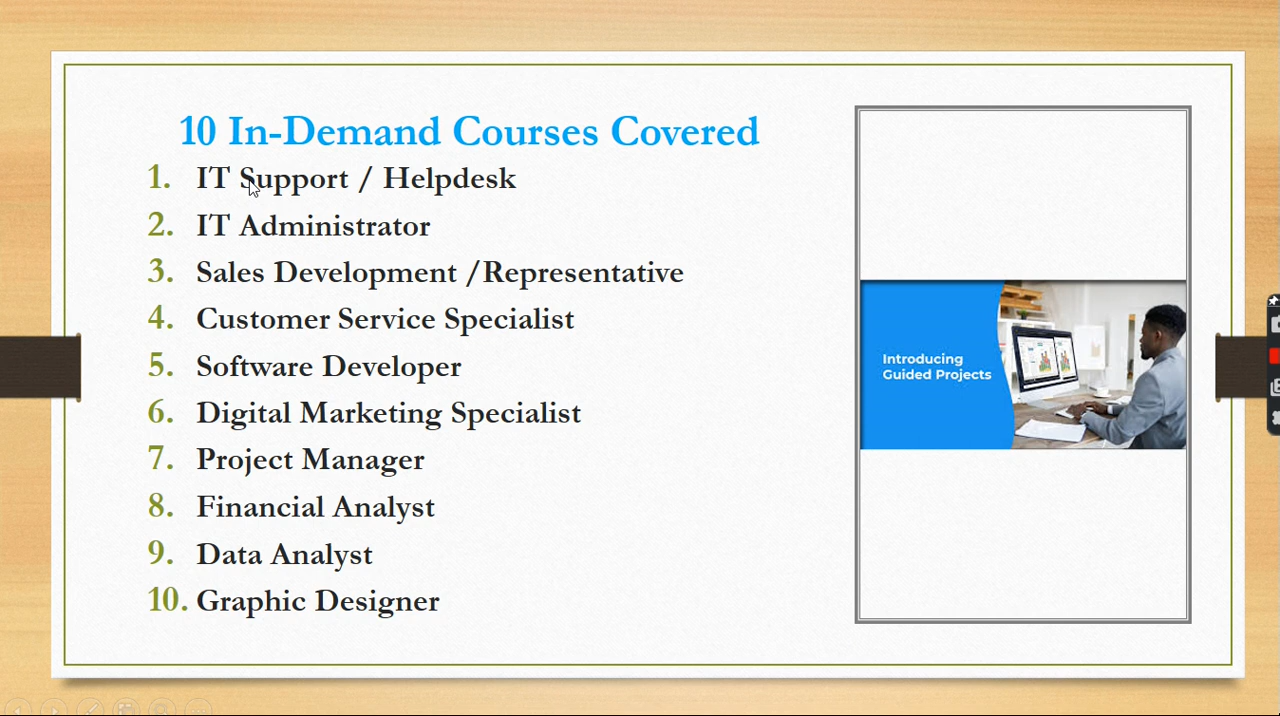 10 In-Demand Courses Covered
1. IT Support / Helpdesk
2. IT Administrator
3. Sales Development /Representative
4. Customer Service Specialist
5. Software Developer
6. Digital Marketing Specialist
7. Project Manager
8. Financial Analyst
9. Data Analyst
10. Graphic Designer
Introducing
Guided Projects